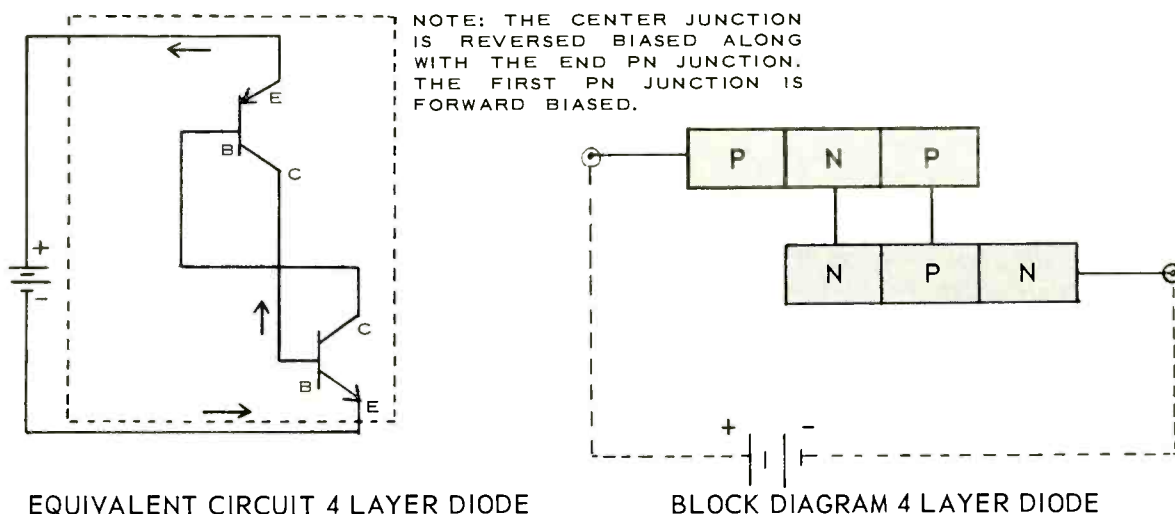 NOTE: THE CENTER JUNCTION
IS REVERSED BIASED ALONG
WITH THE END PN JUNCTION.
THE FIRST PN JUNCTION IS
FORWARD BIASED.
E
B
C
+
-
C
B
E
P N P
N P N
+ -
EQUIVALENT CIRCUIT 4 LAYER DIODE
BLOCK DIAGRAM 4 LAYER DIODE